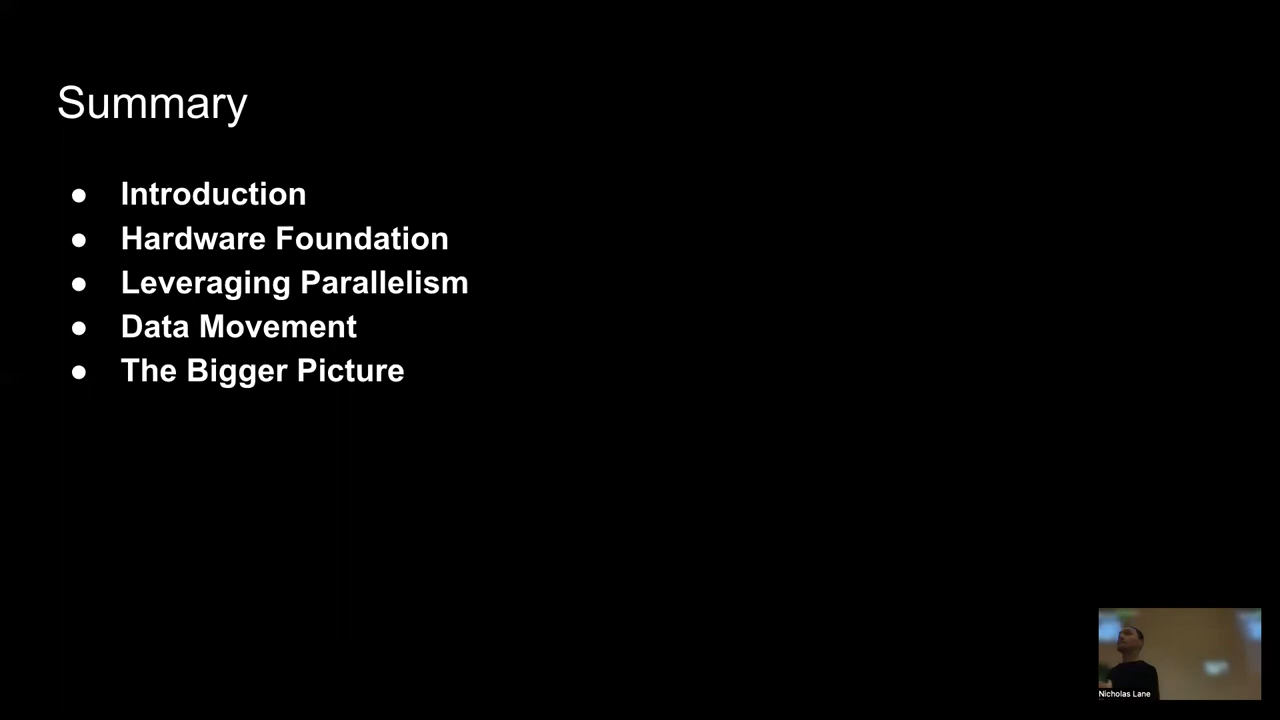 Summary
● Introduction
● Hardware Foundation
● Leveraging Parallelism
● Data Movement
● The Bigger Picture
Nicholas Lane